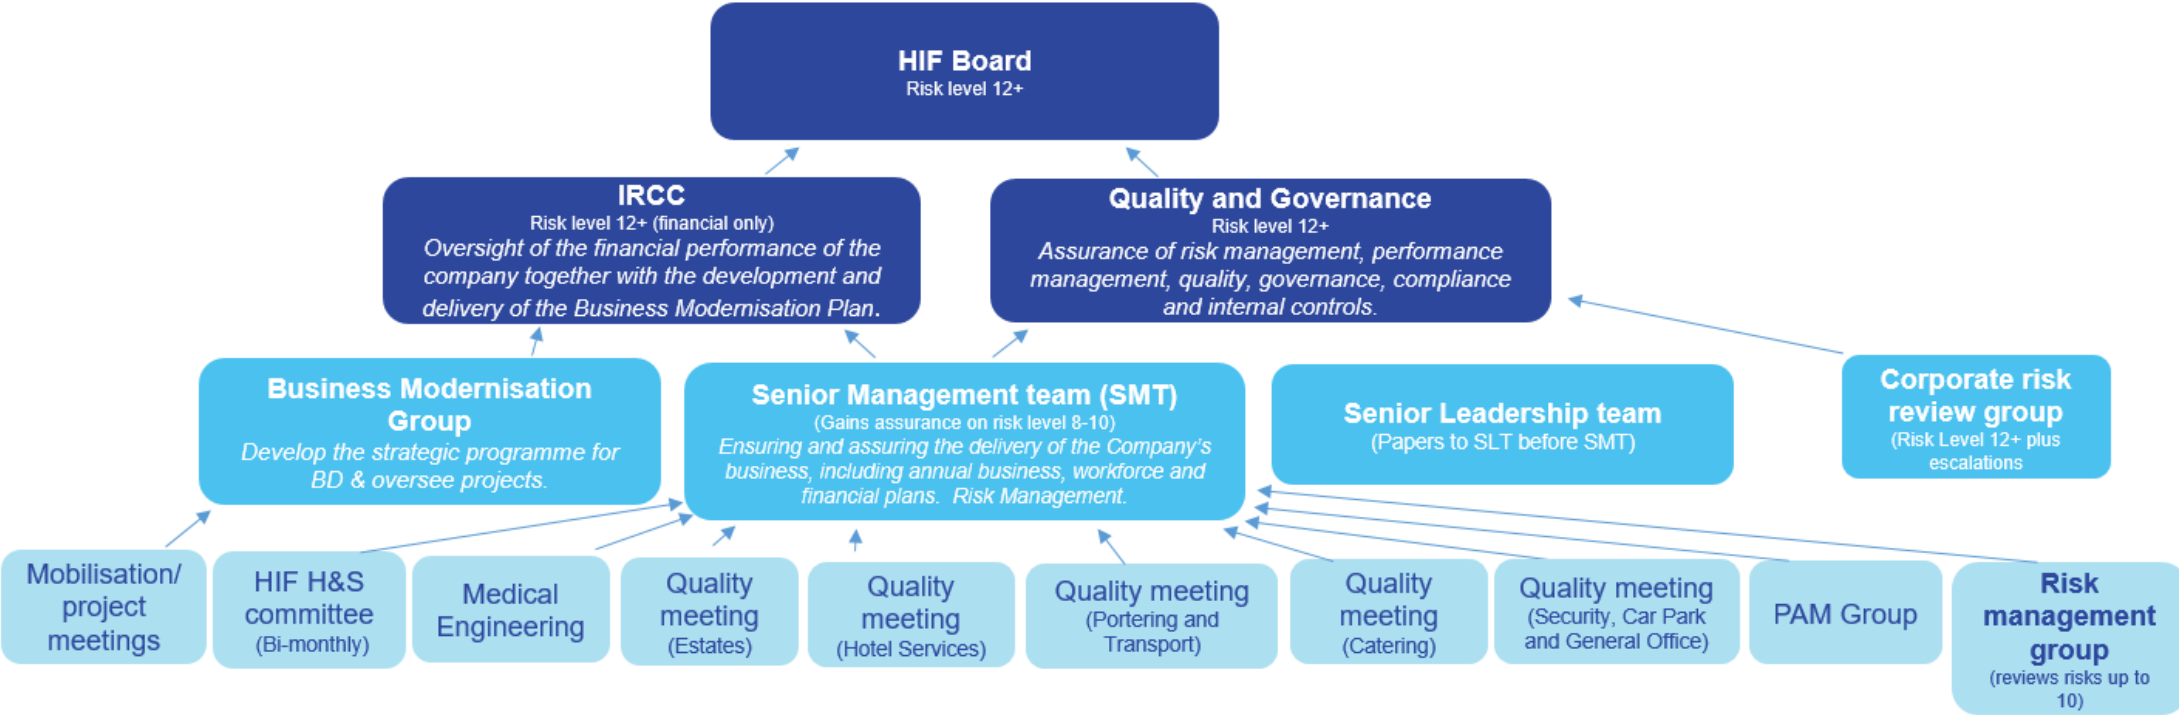 HIF Board
Risk level 12+
IRCC
Risk level 12+ (financial only)
Oversight of the financial performance of the
company together with the development and
delivery of the Business Modernisation Plan.
Quality and Governance
Risk level 12+
Assurance of risk management, performance
management, quality, governance, compliance
and internal controls.
Business Modernisation
Group
Develop the strategic programme for
BD & oversee projects.
Senior Management team (SMT)
(Gains assurance on risk level 8-10)
Ensuring and assuring the delivery of the Company's
business, including annual business, workforce and
financial plans. Risk Management.
Senior Leadership team
(Papers to SLT before SMT)
Corporate risk
review group
(Risk Level 12+ plus
escalations
Mobilisation/
project
meetings
HIF H&S
committee
(Bi-monthly)
Medical
Engineering
Quality
meeting
(Estates)
Quality
meeting
(Hotel Services)
Quality meeting
(Portering and
Transport)
Quality
meeting
(Catering)
Quality meeting
(Security, Car Park
and General Office)
PAM Group
Risk
management
group
(reviews risks up to
10)